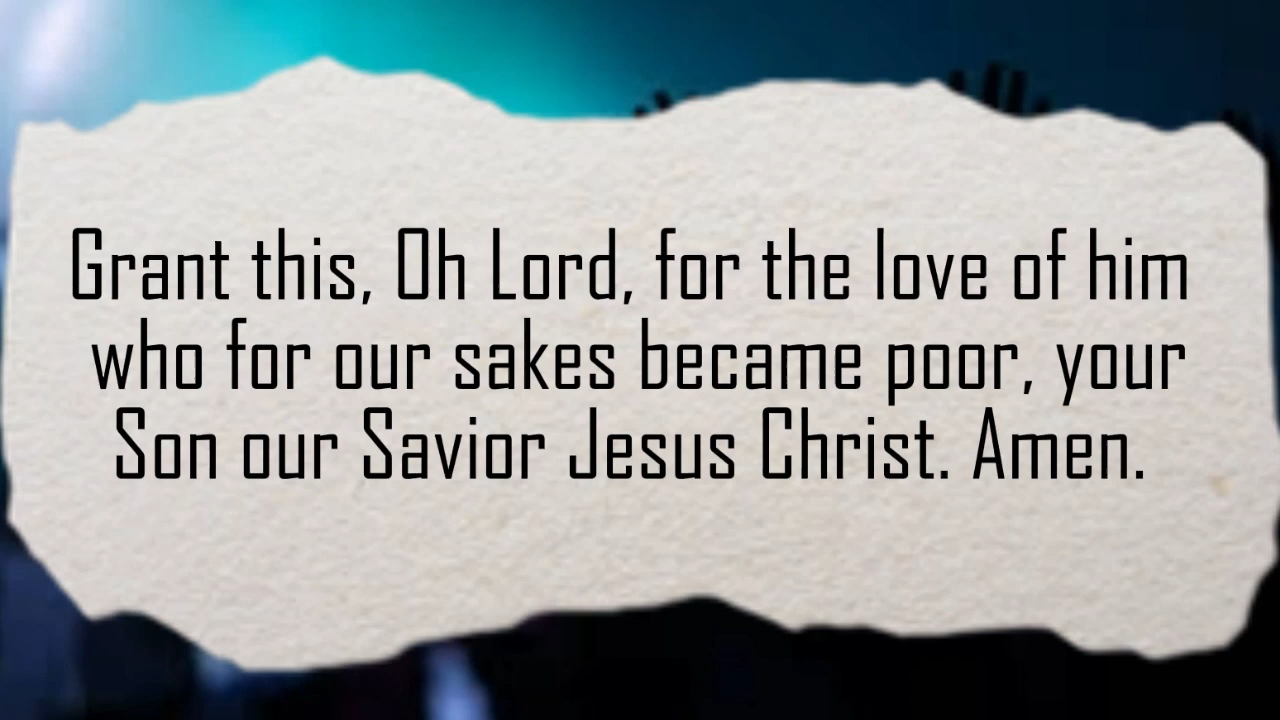 Grant this, Oh Lord, for the love of him
who for our sakes became poor, your
Son our Savior Jesus Christ. Amen.